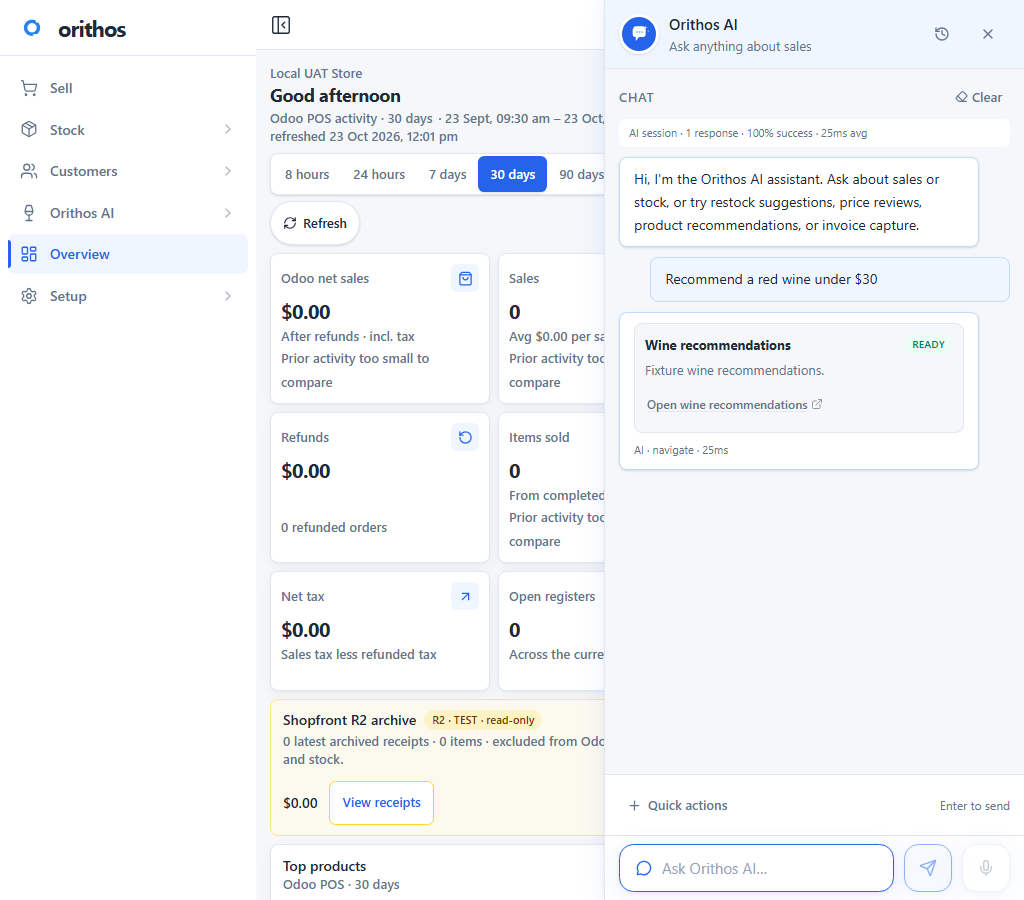 orithos
Sell
Stock
Customers
Orithos AI
Overview
Setup
Local UAT Store
Good afternoon
Odoo POS activity · 30 days · 23 Sept, 09:30 am – 23 Oct,
refreshed 23 Oct 2026, 12:01 pm
8 hours
24 hours
7 days
30 days
90 days
Refresh
Odoo net sales
$0.00
After refunds · incl. tax
Prior activity too small to
compare
Sales
0
Avg $0.00 per sa
Prior activity too
compare
Refunds
$0.00
0 refunded orders
Items sold
0
From completed
Prior activity too
compare
Net tax
$0.00
Sales tax less refunded tax
Open registers
0
Across the curre
Shopfront R2 archive
R2 · TEST · read-only
0 latest archived receipts · 0 items · excluded from Odo
and stock.
$0.00
View receipts
Top products
Odoo POS · 30 days
Orithos AI
Ask anything about sales
CHAT
Clear
AI session · 1 response · 100% success · 25ms avg
Hi, I'm the Orithos AI assistant. Ask about sales or
stock, or try restock suggestions, price reviews,
product recommendations, or invoice capture.
Recommend a red wine under $30
Wine recommendations
READY
Fixture wine recommendations.
Open wine recommendations
AI · navigate · 25ms
Quick actions
Enter to send
Ask Orithos AI...